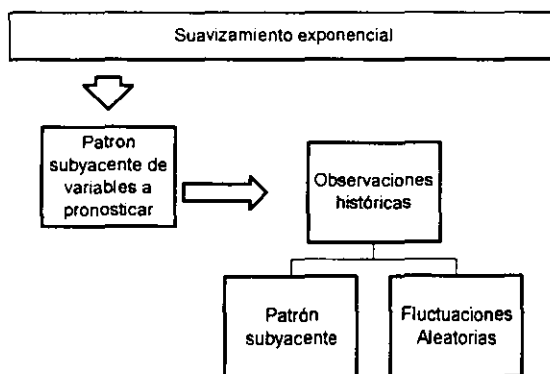 Suavizamiento exponencial
Patron
subyacente de
variables a
pronosticar
Observaciones
históricas
Patrón
subyacente
Fluctuaciones
Aleatorias